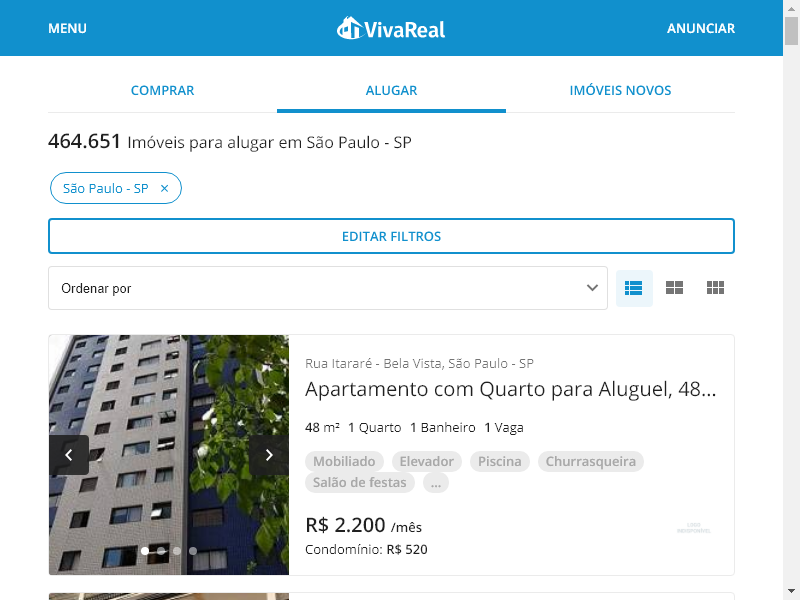 MENU
VivaReal
ANUNCIAR
COMPRAR
ALUGAR
IMÓVEIS NOVOS
464.651 Imóveis para alugar em São Paulo - SP
São Paulo - SP ×
EDITAR FILTROS
Ordenar por
Rua Itararé - Bela Vista, São Paulo - SP
Apartamento com Quarto para Aluguel, 48...
48 m² 1 Quarto 1 Banheiro 1 Vaga
Mobiliado Elevador Piscina Churrasqueira
Salão de festas ...
R$ 2.200 /mês
Condomínio: R$ 520